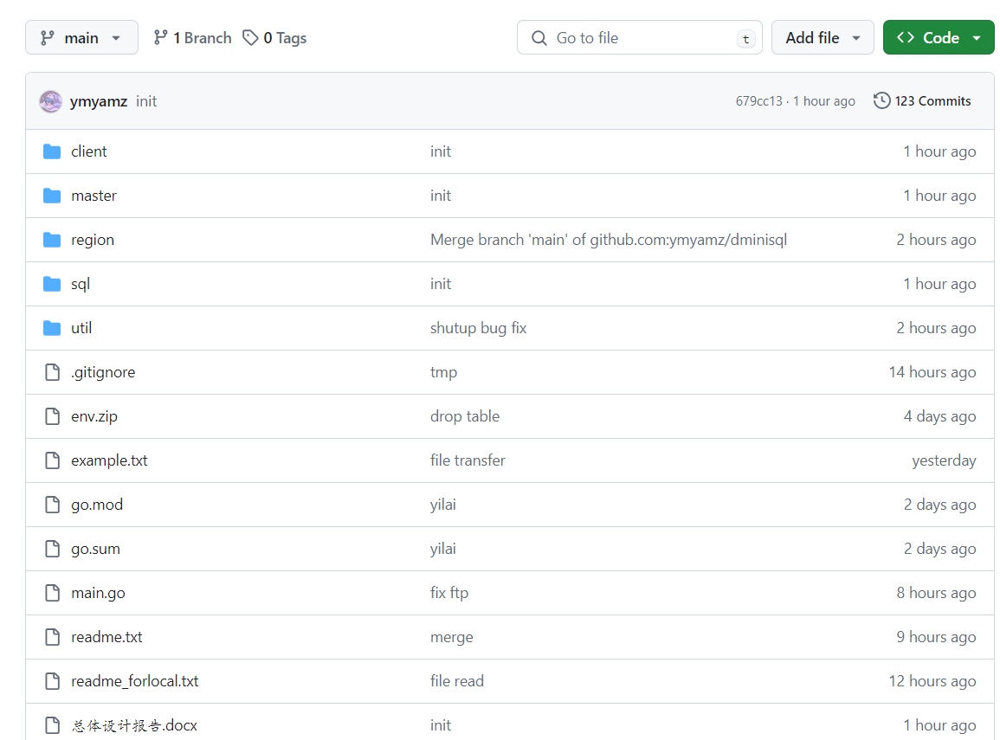 main 1 Branch 0 Tags Go to file t Add file Code
ymyamz init 679cc13 · 1 hour ago 123 Commits
client init 1 hour ago
master init 1 hour ago
region Merge branch 'main' of github.com:ymyamz/dminisql 2 hours ago
sql init 1 hour ago
util shutup bug fix 2 hours ago
.gitignore tmp 14 hours ago
env.zip drop table 4 days ago
example.txt file transfer yesterday
go.mod yilai 2 days ago
go.sum yilai 2 days ago
main.go fix ftp 8 hours ago
readme.txt merge 9 hours ago
readme_forlocal.txt file read 12 hours ago
总体设计报告.docx init 1 hour ago